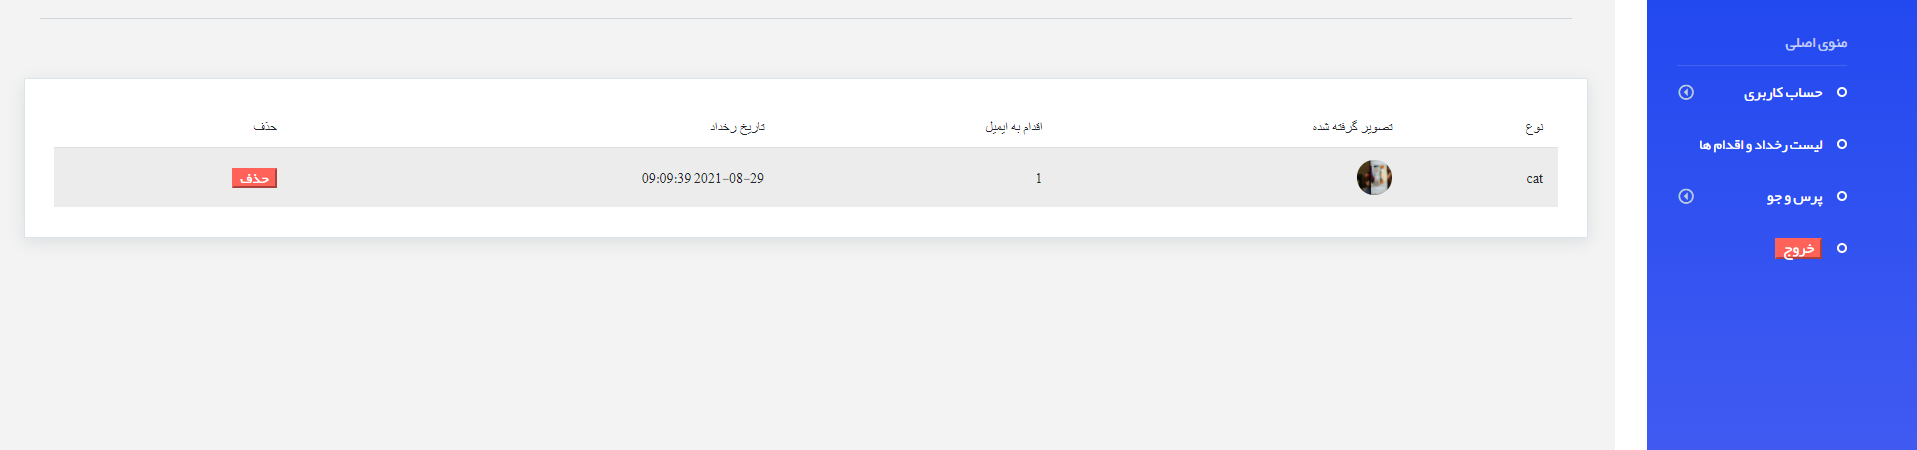 منوی اصلی
حساب کاربری
لیست رخداد و اقدام ها
پرس و جو
خروج
نوع تصویر گرفته شده اقدام به ایمیل تاریخ رخداد حذف
cat 1 2021-08-29 09:09:39 حذف